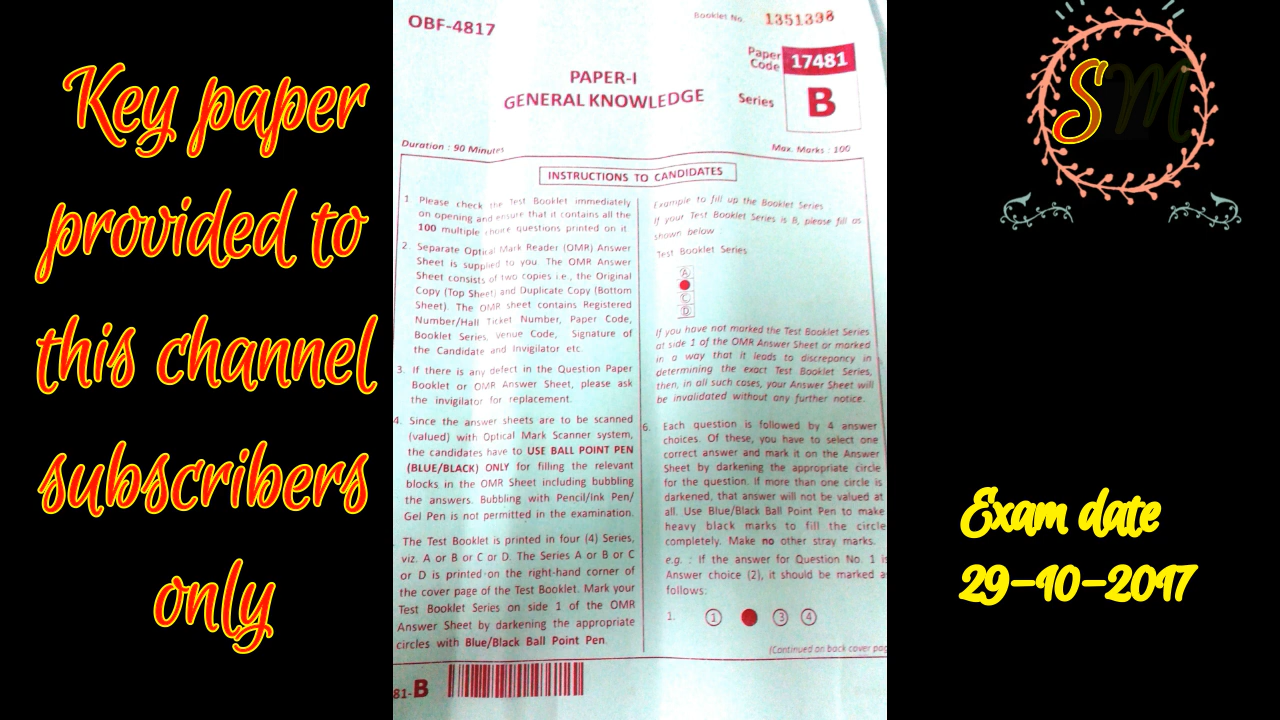 Key paper
provided to
this channel
subscribers
only
OBF-4817
Booklet No. 1351338
Paper Code 17481
PAPER-I
GENERAL KNOWLEDGE
Series B
Duration : 90 Minutes
Max. Marks : 100
INSTRUCTIONS TO CANDIDATES
1 Please check the Test Booklet immediately
on opening and ensure that it contains all the
100 multiple choice questions printed on it.
2. Separate Optical Mark Reader (OMR) Answer
Sheet is supplied to you. The OMR Answer
Sheet consists of two copies i.e., the Original
Copy (Top Sheet) and Duplicate Copy (Bottom
Sheet). The OMR sheet contains Registered
Number/Hall Ticket Number, Paper Code,
Booklet Series, Venue Code, Signature of
the Candidate and Invigilator etc.
3. If there is any defect in the Question Paper
Booklet or OMR Answer Sheet, please ask
the invigilator for replacement.
4. Since the answer sheets are to be scanned
(valued) with Optical Mark Scanner system,
the candidates have to USE BALL POINT PEN
(BLUE/BLACK) ONLY for filling the relevant
blocks in the OMR Sheet including bubbling
the answers. Bubbling with Pencil/Ink Pen/
Gel Pen is not permitted in the examination.
The Test Booklet is printed in four (4) Series,
viz. A or B or C or D. The Series A or B or C
or D is printed on the right-hand corner of
the cover page of the Test Booklet. Mark your
Test Booklet Series on side 1 of the OMR
Answer Sheet by darkening the appropriate
circles with Blue/Black Ball Point Pen.
Example to fill up the Booklet Series
If your Test Booklet Series is B, please fill as
shown below
Test Booklet Series
A
C
D
If you have not marked the Test Booklet Series
at side 1 of the OMR Answer Sheet or marked
in a way that it leads to discrepancy in
determining the exact Test Booklet Series,
then, in all such cases, your Answer Sheet will
be invalidated without any further notice.
6. Each question is followed by 4 answer
choices. Of these, you have to select one
correct answer and mark it on the Answer
Sheet by darkening the appropriate circle
for the question. If more than one circle is
darkened, that answer will not be valued at
all. Use Blue/Black Ball Point Pen to make
heavy black marks to fill the circle
completely. Make no other stray marks.
e.g. : If the answer for Question No. 1 is
Answer choice (2), it should be marked a
follows:
1. 1 3 4
(Continued on back cover pag
81-B
SM
Exam date
29-10-2017